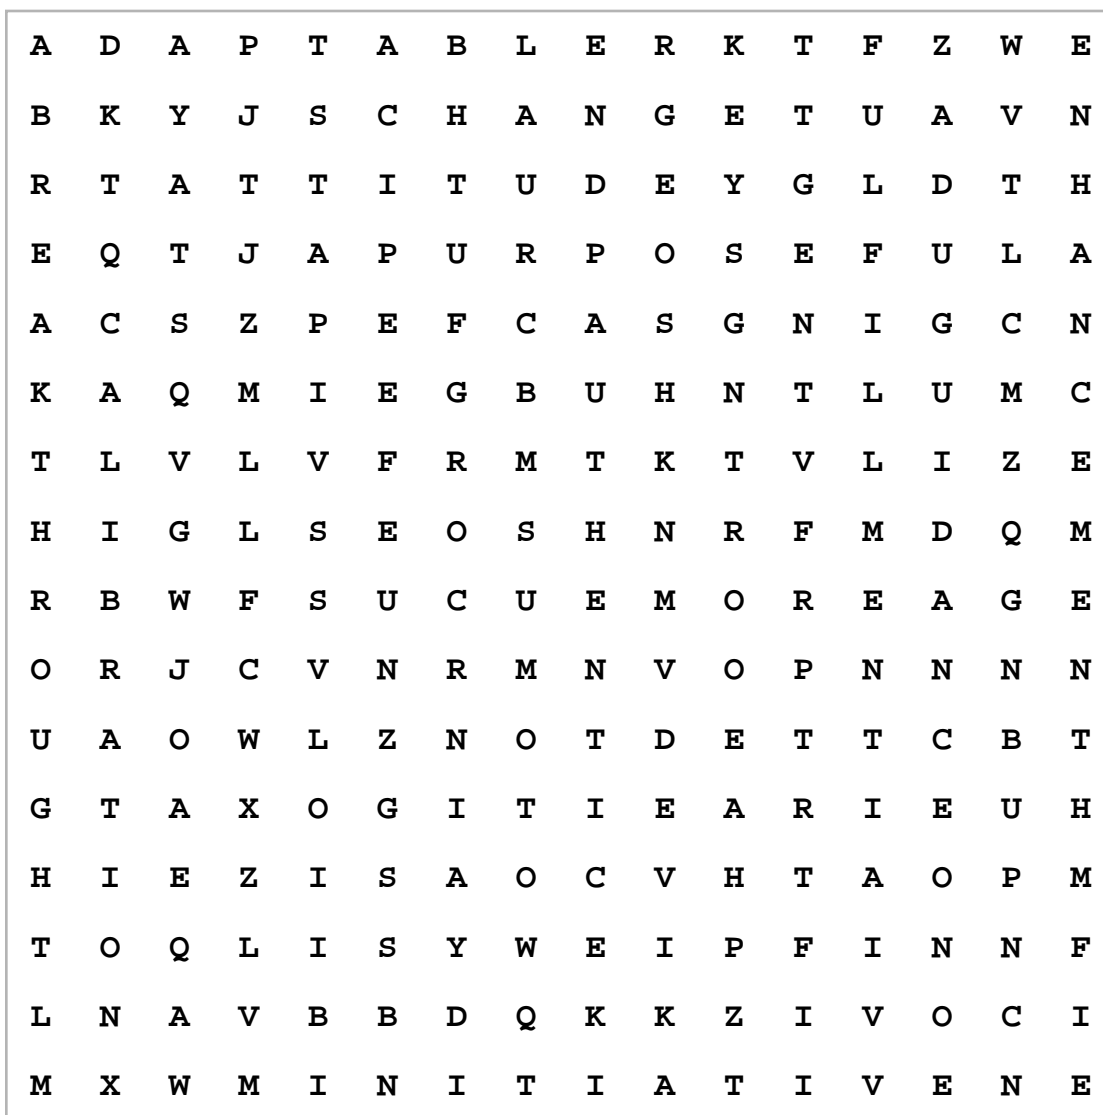 A D A P T A B L E R K T F Z W E
B K Y J S C H A N G E T U A V N
R T A T T I T U D E Y G L D T H
E Q T J A P U R P O S E F U L A
A C S Z P E F C A S G N I G C N
K A Q M I E G B U H N T L U M C
T L V L V F R M T K T V L I Z E
H I G L S E O S H N R F M D Q M
R B W F S U C U E M O R E A G E
O R J C V N R M N V O P N N N N
U A O W L Z N O T D E T T C B T
G T A X O G I T I E A R I E U H
H I E Z I S A O C V H T A O P M
T O Q L I S Y W E I P F I N N F
L N A V B B D Q K K Z I V O C I
M X W M I N I T I A T I V E N E